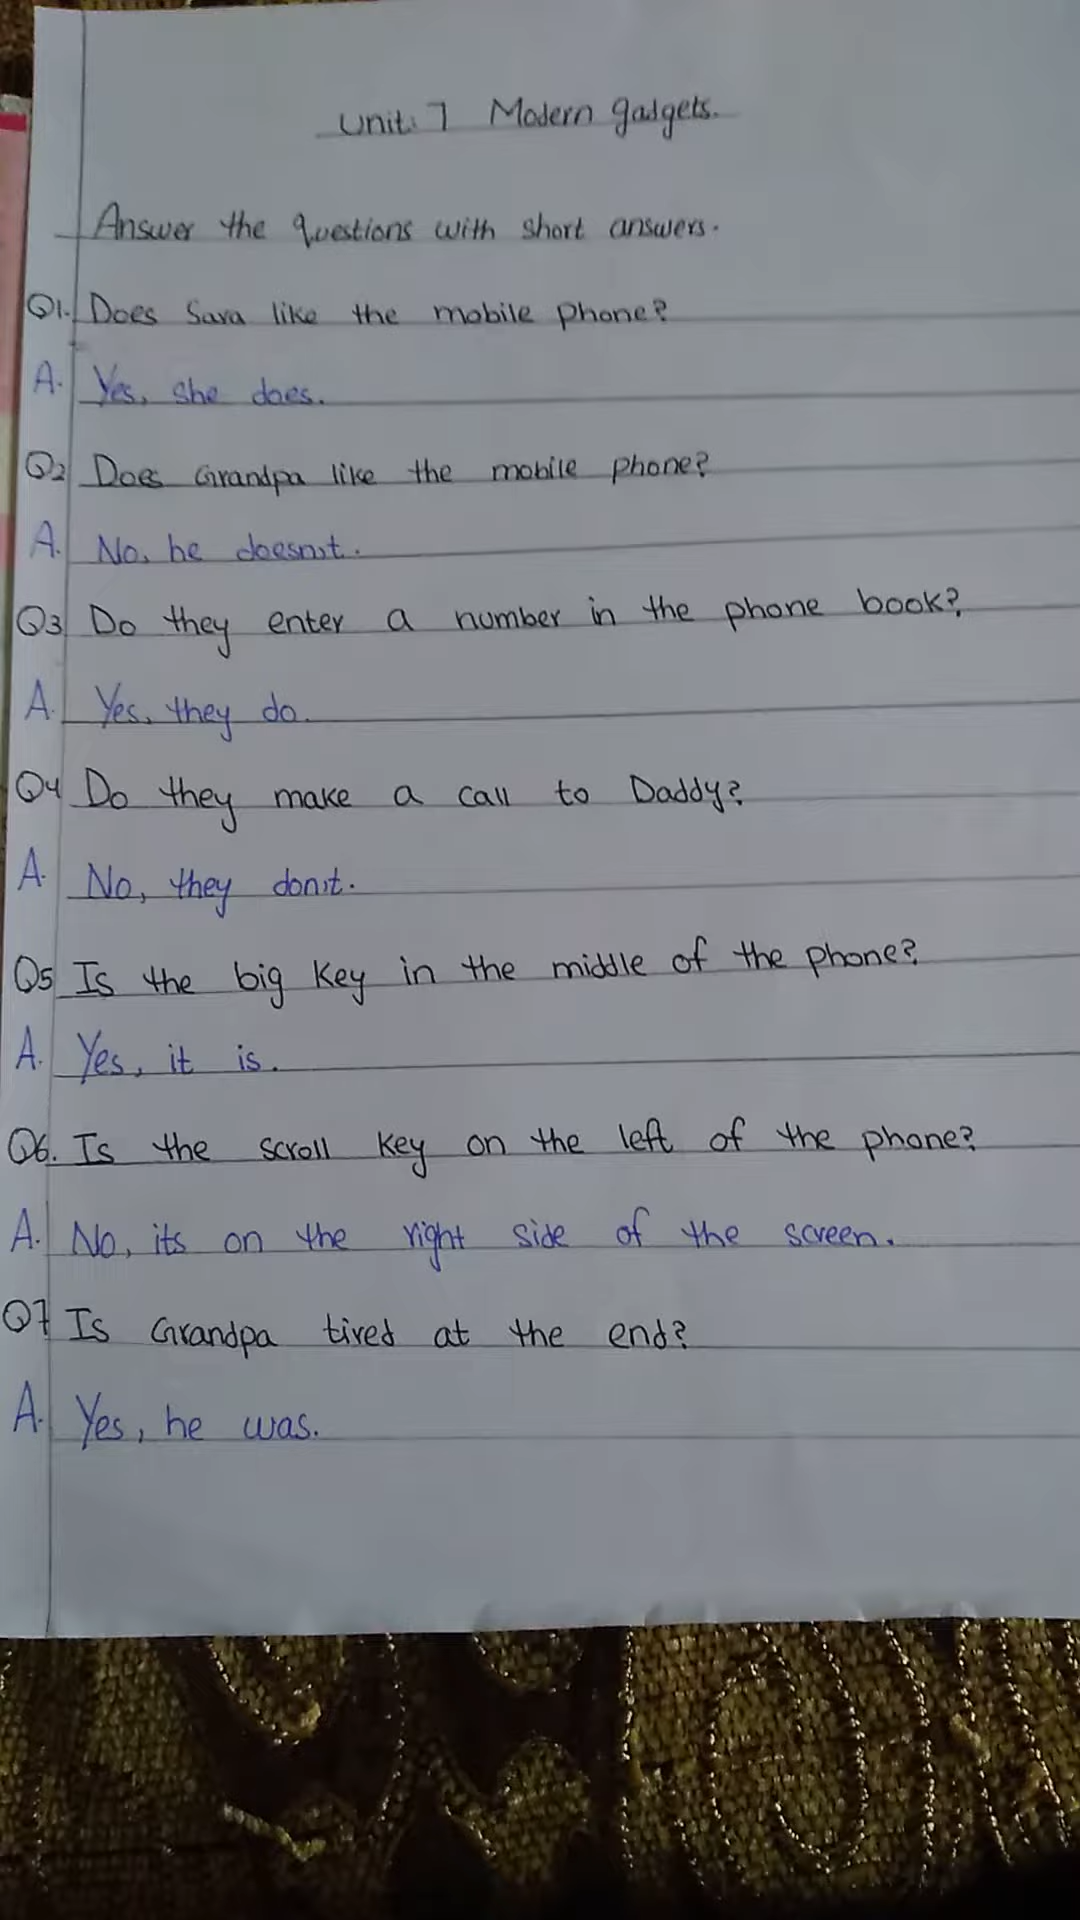 Unit: 7 Modern gadgets.
Answer the questions with short answers.
Q1. Does Sara like the mobile phone?
A. Yes, she does.
Q2 Does Grandpa like the mobile phone?
A. No, he doesn't.
Q3 Do they enter a number in the phone book?
A. Yes, they do.
Q4 Do they make a call to Daddy?
A. No, they don't.
Q5 Is the big key in the middle of the phone?
A. Yes, it is.
Q6. Is the scroll key on the left of the phone?
A. No, its on the right side of the screen.
Q7 Is Grandpa tired at the end?
A. Yes, he was.